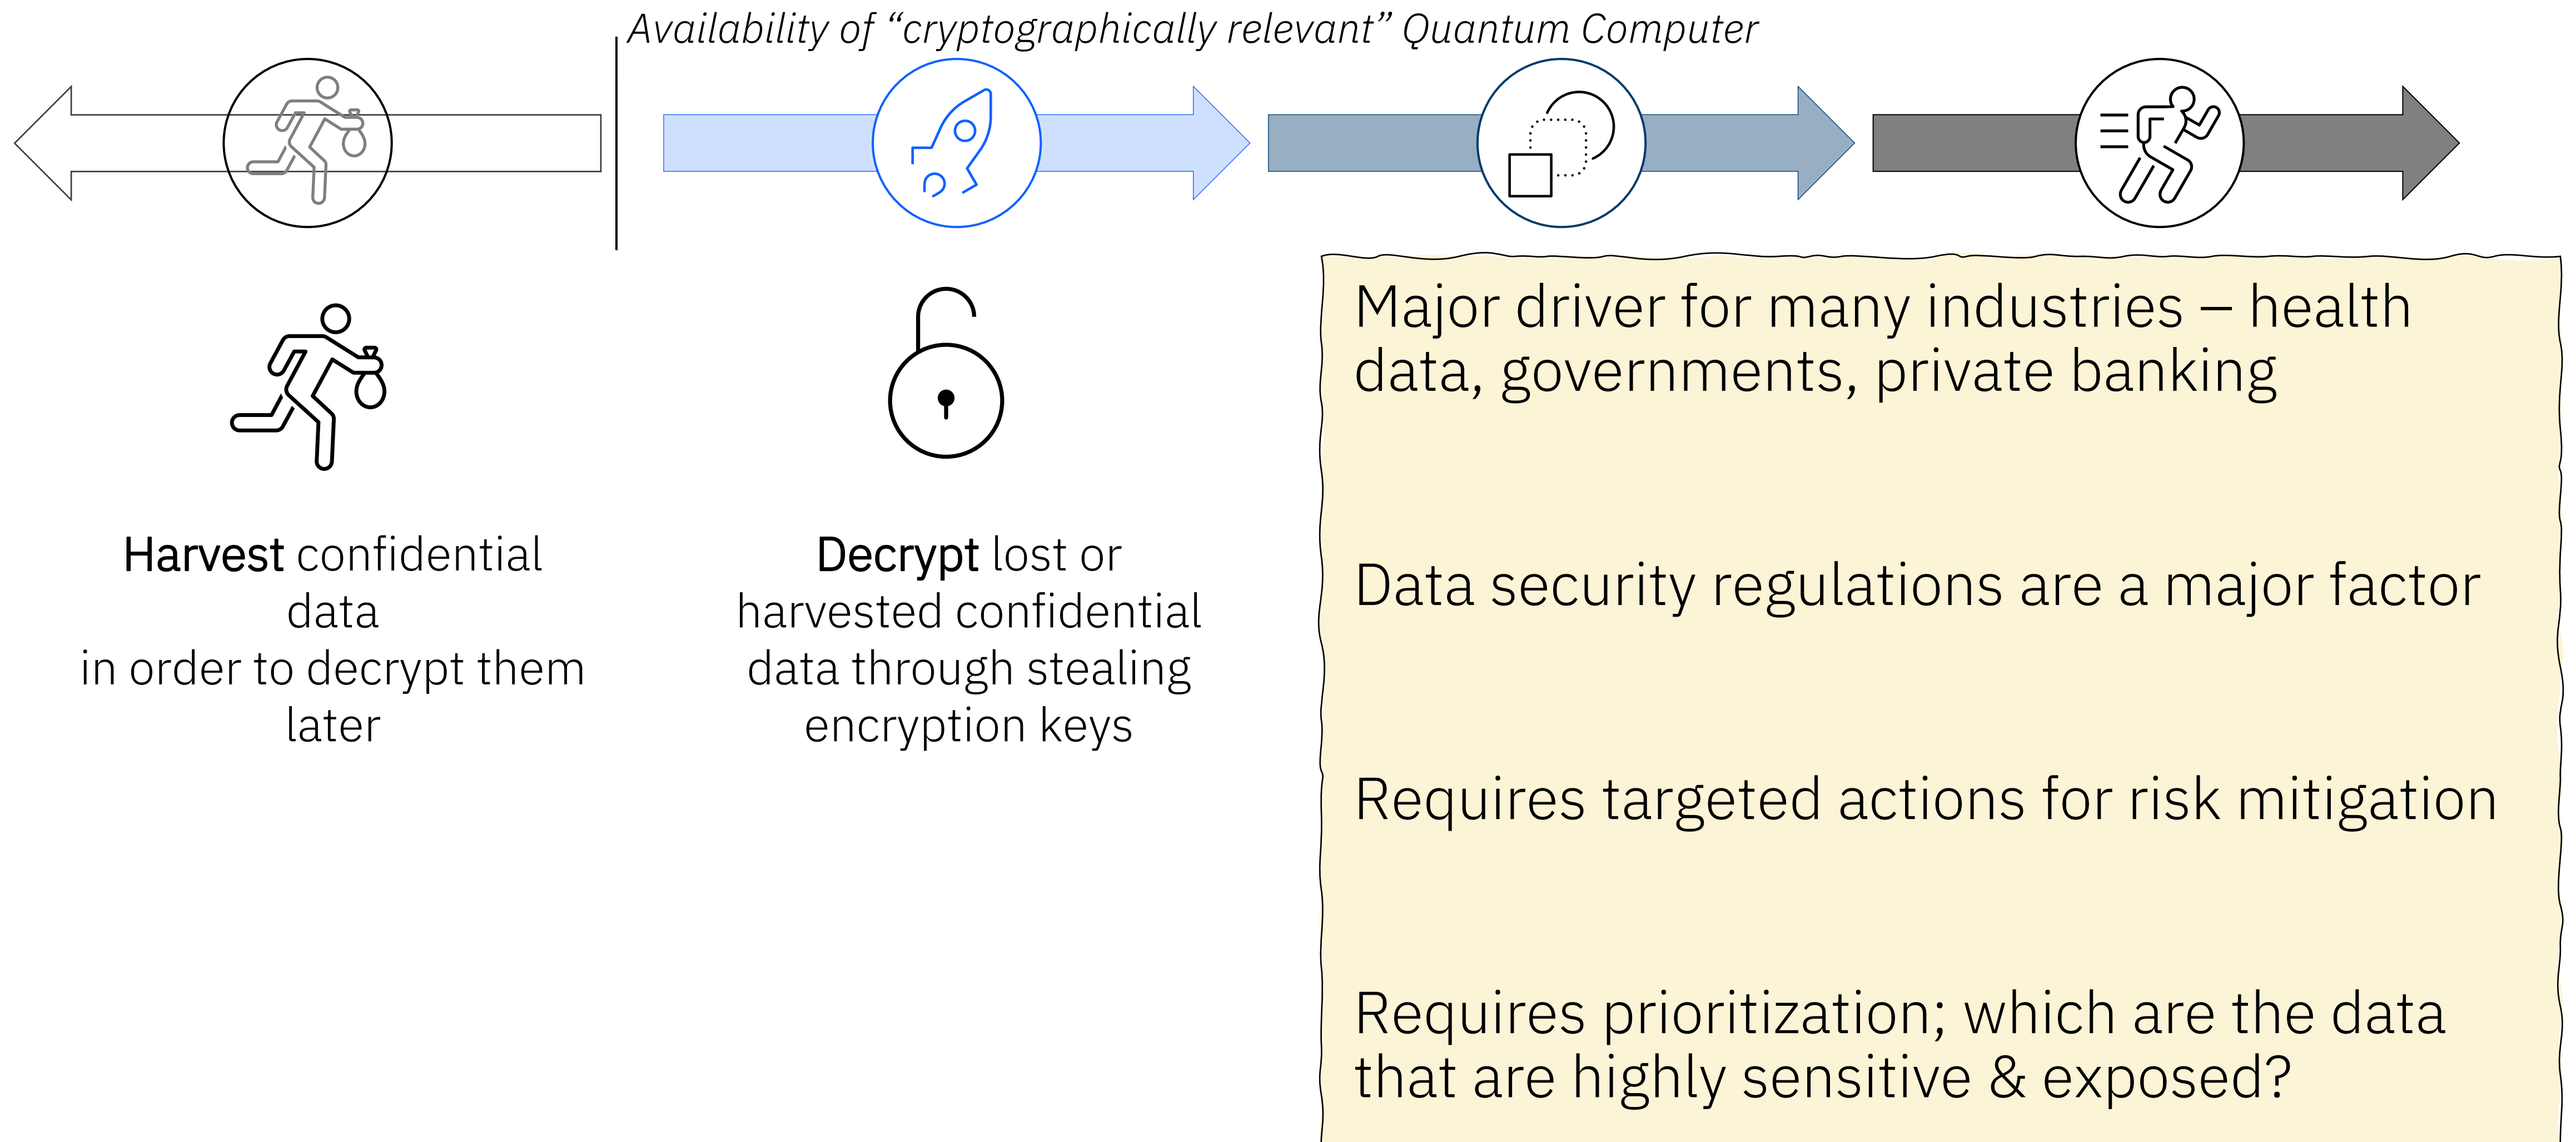 Availability of “cryptographically relevant” Quantum Computer
Harvest confidential
data
in order to decrypt them
later
Decrypt lost or
harvested confidential
data through stealing
encryption keys
Major driver for many industries – health
data, governments, private banking
Data security regulations are a major factor
Requires targeted actions for risk mitigation
Requires prioritization; which are the data
that are highly sensitive & exposed?